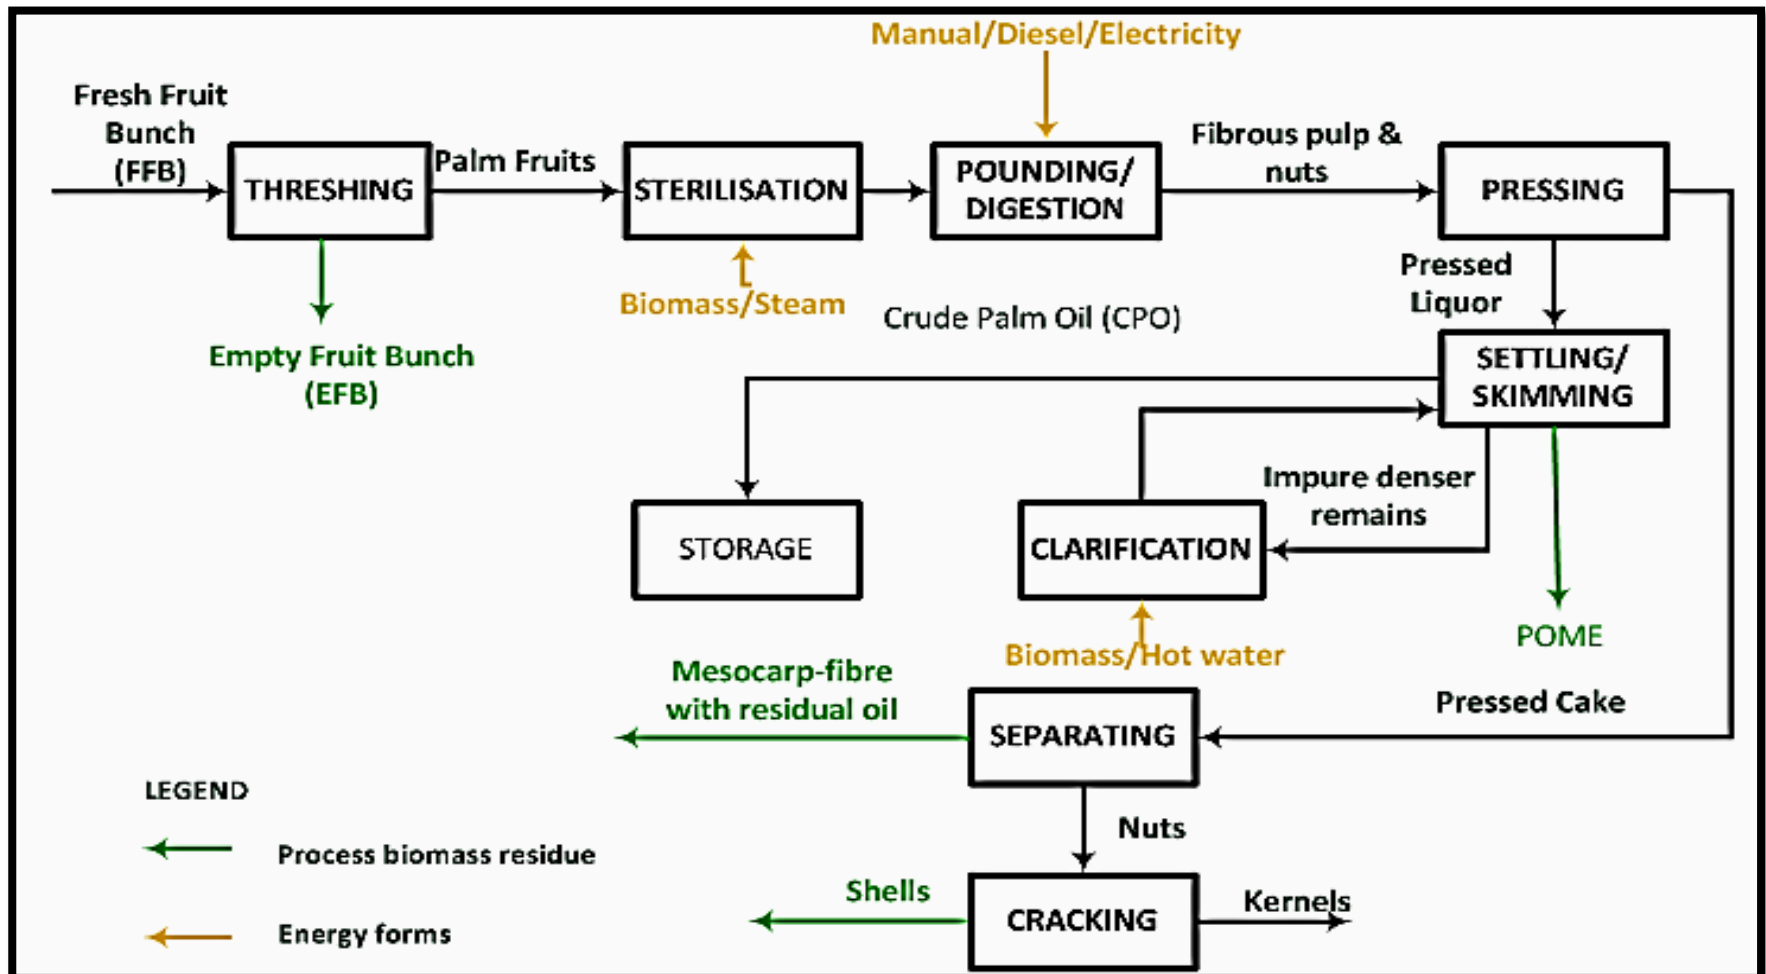 Manual/Diesel/Electricity
Fresh Fruit
Bunch
(FFB)
THRESHING
Palm Fruits
STERILISATION
POUNDING/
DIGESTION
Fibrous pulp &
nuts
PRESSING
Empty Fruit Bunch
(EFB)
Biomass/Steam
Crude Palm Oil (CPO)
Pressed
Liquor
SETTLING/
SKIMMING
Impure denser
remains
STORAGE
CLARIFICATION
POME
Biomass/Hot water
Mesocarp-fibre
with residual oil
SEPARATING
Pressed Cake
Nuts
Shells
CRACKING
Kernels
LEGEND
Process biomass residue
Energy forms